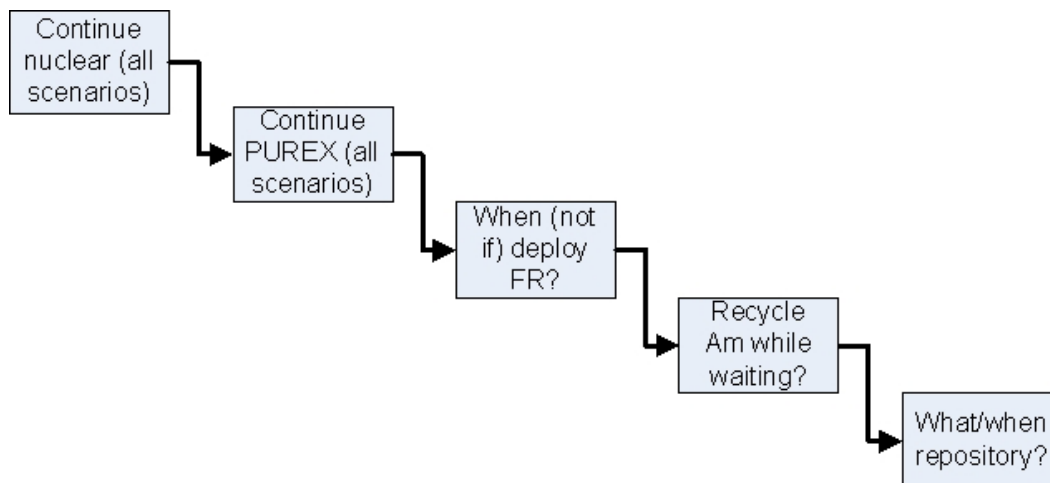 Continue
nuclear (all
scenarios)
Continue
PUREX (all
scenarios)
When (not
if) deploy
FR?
Recycle
Am while
waiting?
What/when
repository?